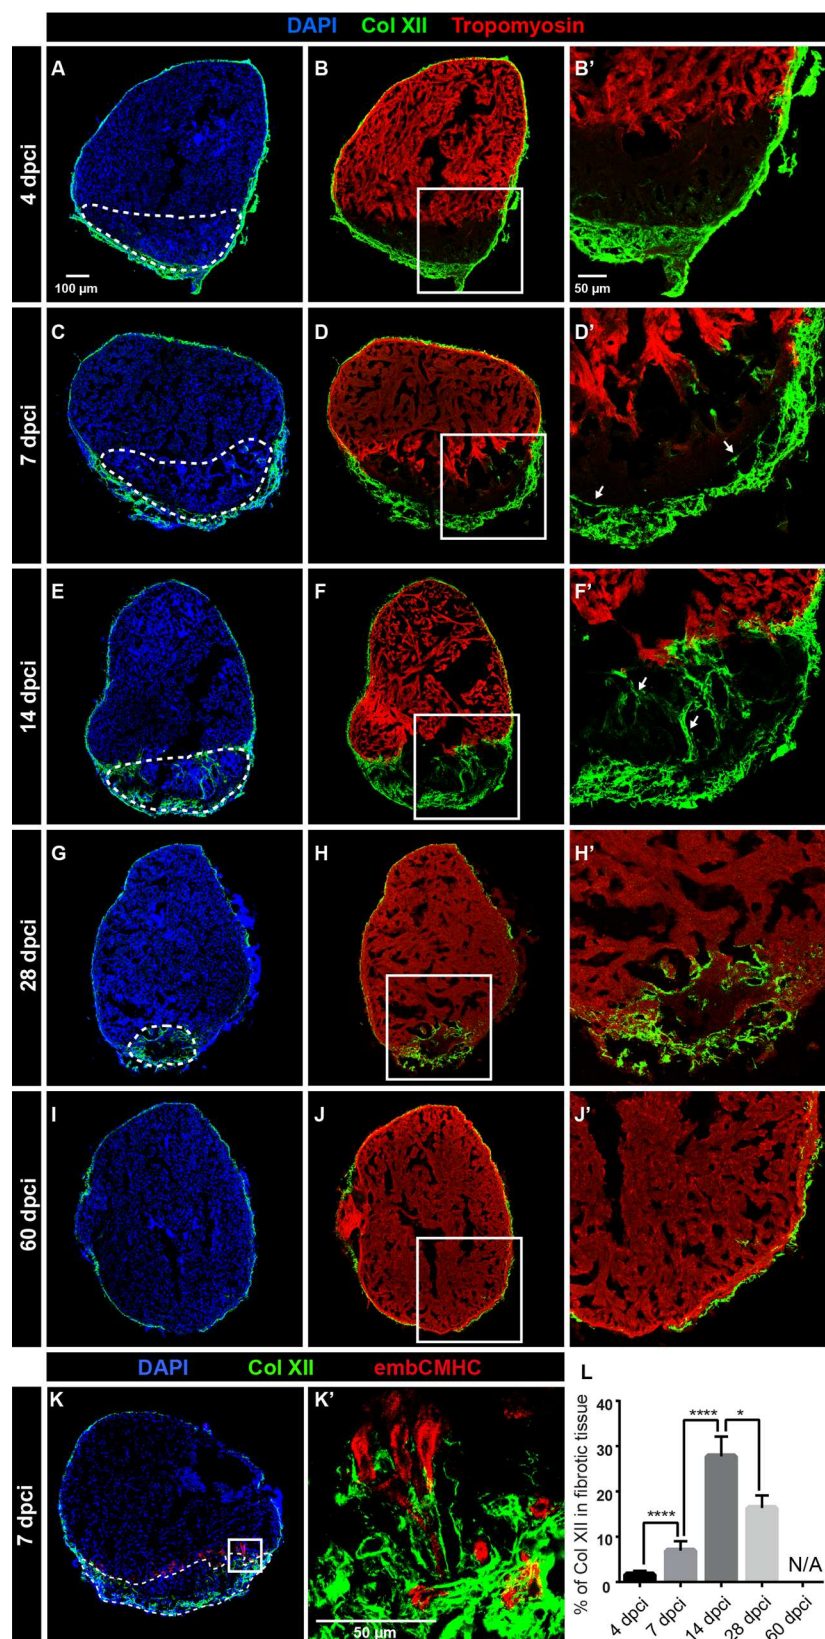 DAPI Col XII Tropomyosin
4 dpci
A
B
B’
100 µm
50 µm
7 dpci
C
D
D’
14 dpci
E
F
F’
28 dpci
G
H
H’
60 dpci
I
J
J’
DAPI Col XII embCMHC
7 dpci
K
K’
50 µm
L
% of Col XII in fibrotic tissue
40
30
20
10
0
****
****
*
N/A
4 dpci
7 dpci
14 dpci
28 dpci
60 dpci